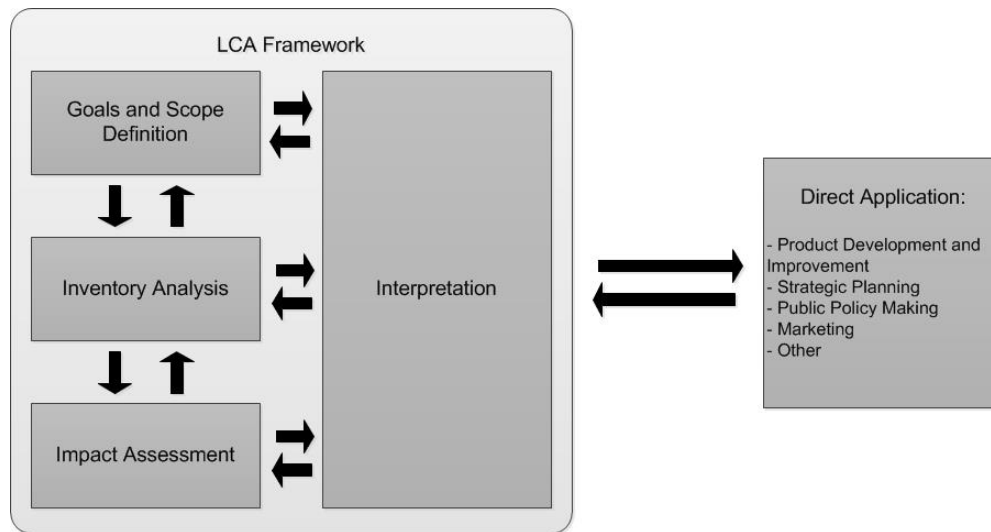 LCA Framework
Goals and Scope
Definition
Inventory Analysis
Impact Assessment
Interpretation
Direct Application:
- Product Development and
Improvement
- Strategic Planning
- Public Policy Making
- Marketing
- Other